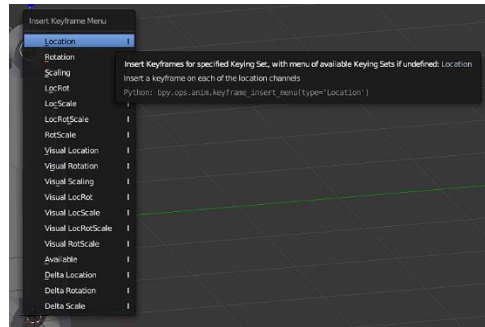 Insert Keyframe Menu
Location I
Rotation
Insert Keyframes for specified Keying Set, with menu of available Keying Sets if undefined: Location
Scaling
Insert a keyframe on each of the location channels
LocRot
Python: bpy.ops.anim.keyframe_insert_menu(type='Location')
LocScale I
LocRotScale I
RotScale I
Visual Location I
Visual Rotation I
Visual Scaling I
Visual LocRot I
Visual LocScale I
Visual LocRotScale I
Visual RotScale I
Available I
Delta Location I
Delta Rotation I
Delta Scale I